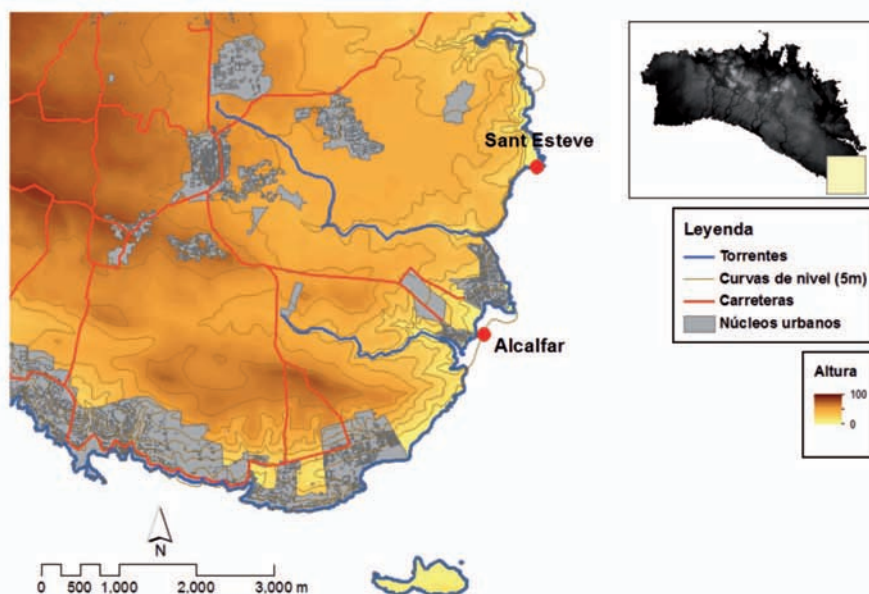 Sant Esteve
Alcalfar
N
0 500 1,000 2,000 3,000 m
Leyenda
Torrentes
Curvas de nivel (5m)
Carreteras
Núcleos urbanos
Altura
100
0